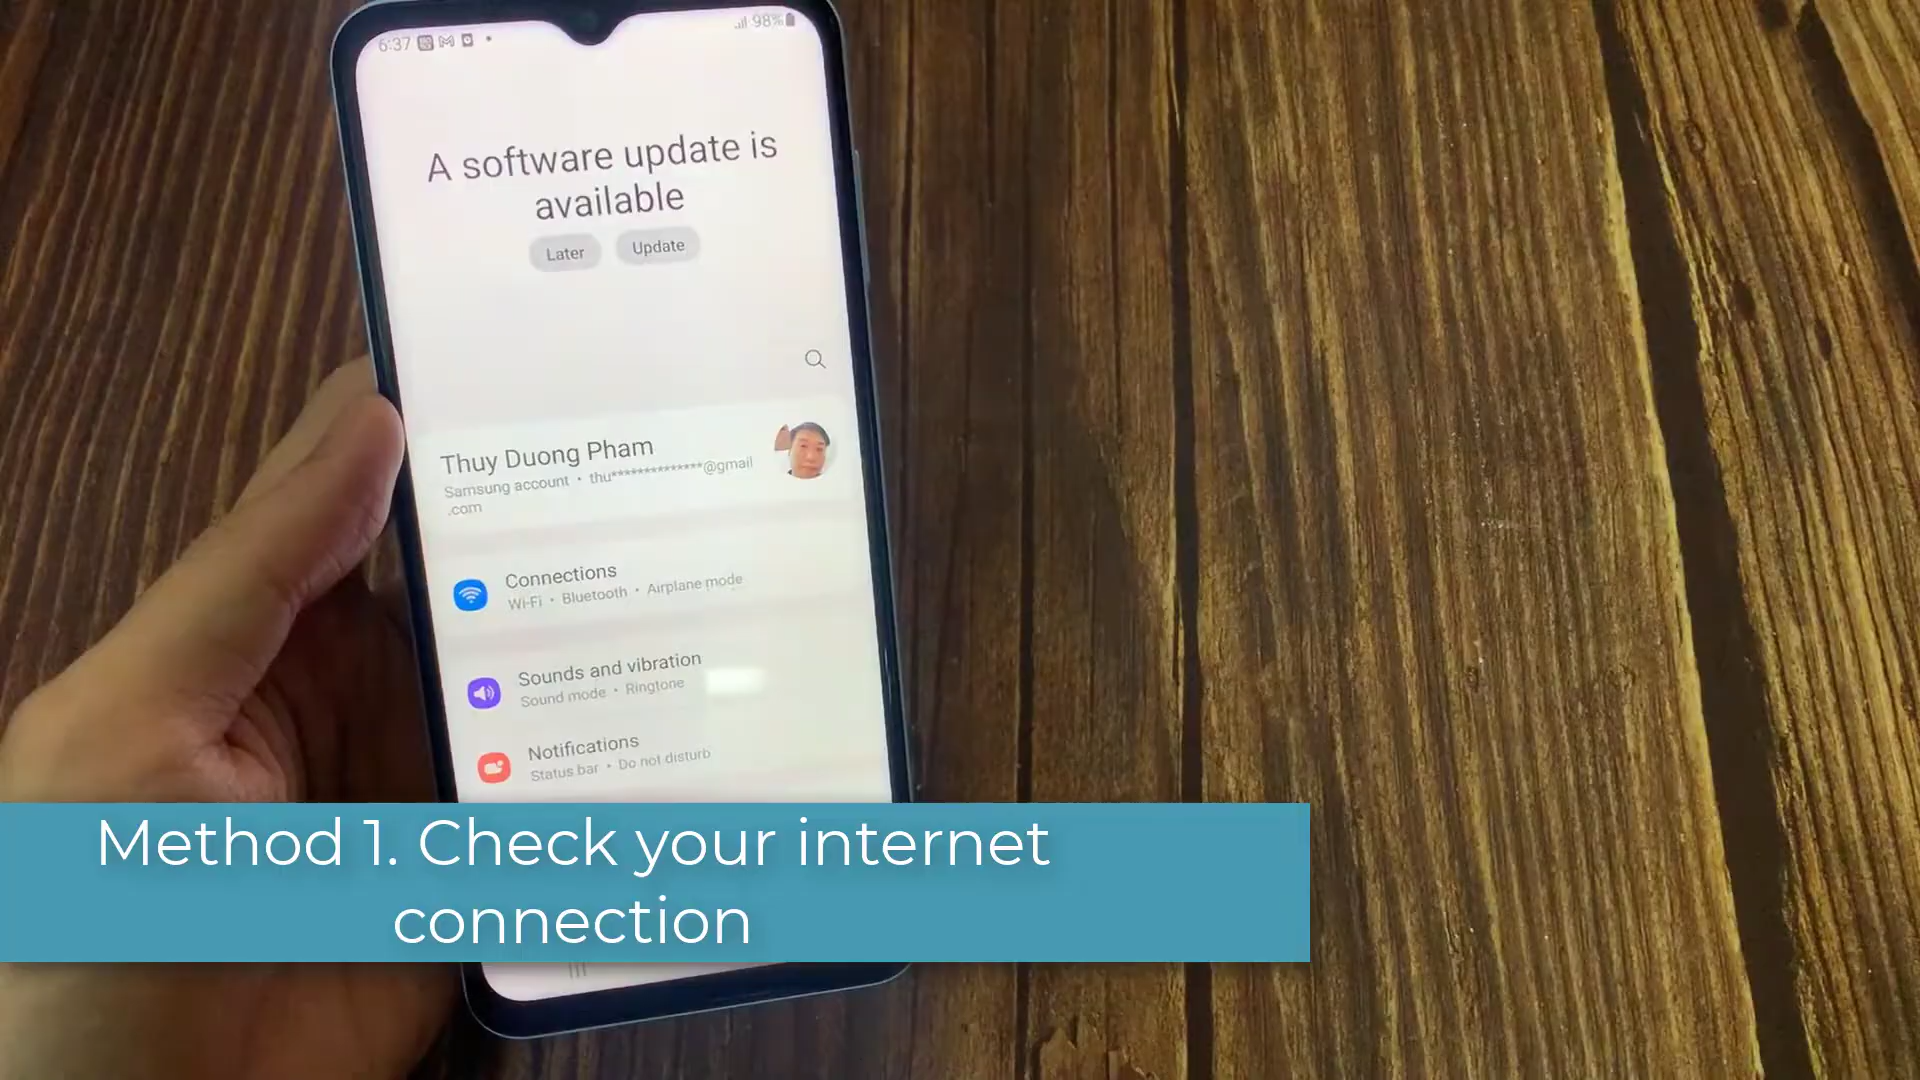 6:37
98%
A software update is
available
Later Update
Thuy Duong Pham
Samsung account • thu***************@gmail
.com
Connections
Wi-Fi • Bluetooth • Airplane mode
Sounds and vibration
Sound mode • Ringtone
Notifications
Status bar • Do not disturb
Method 1. Check your internet
connection